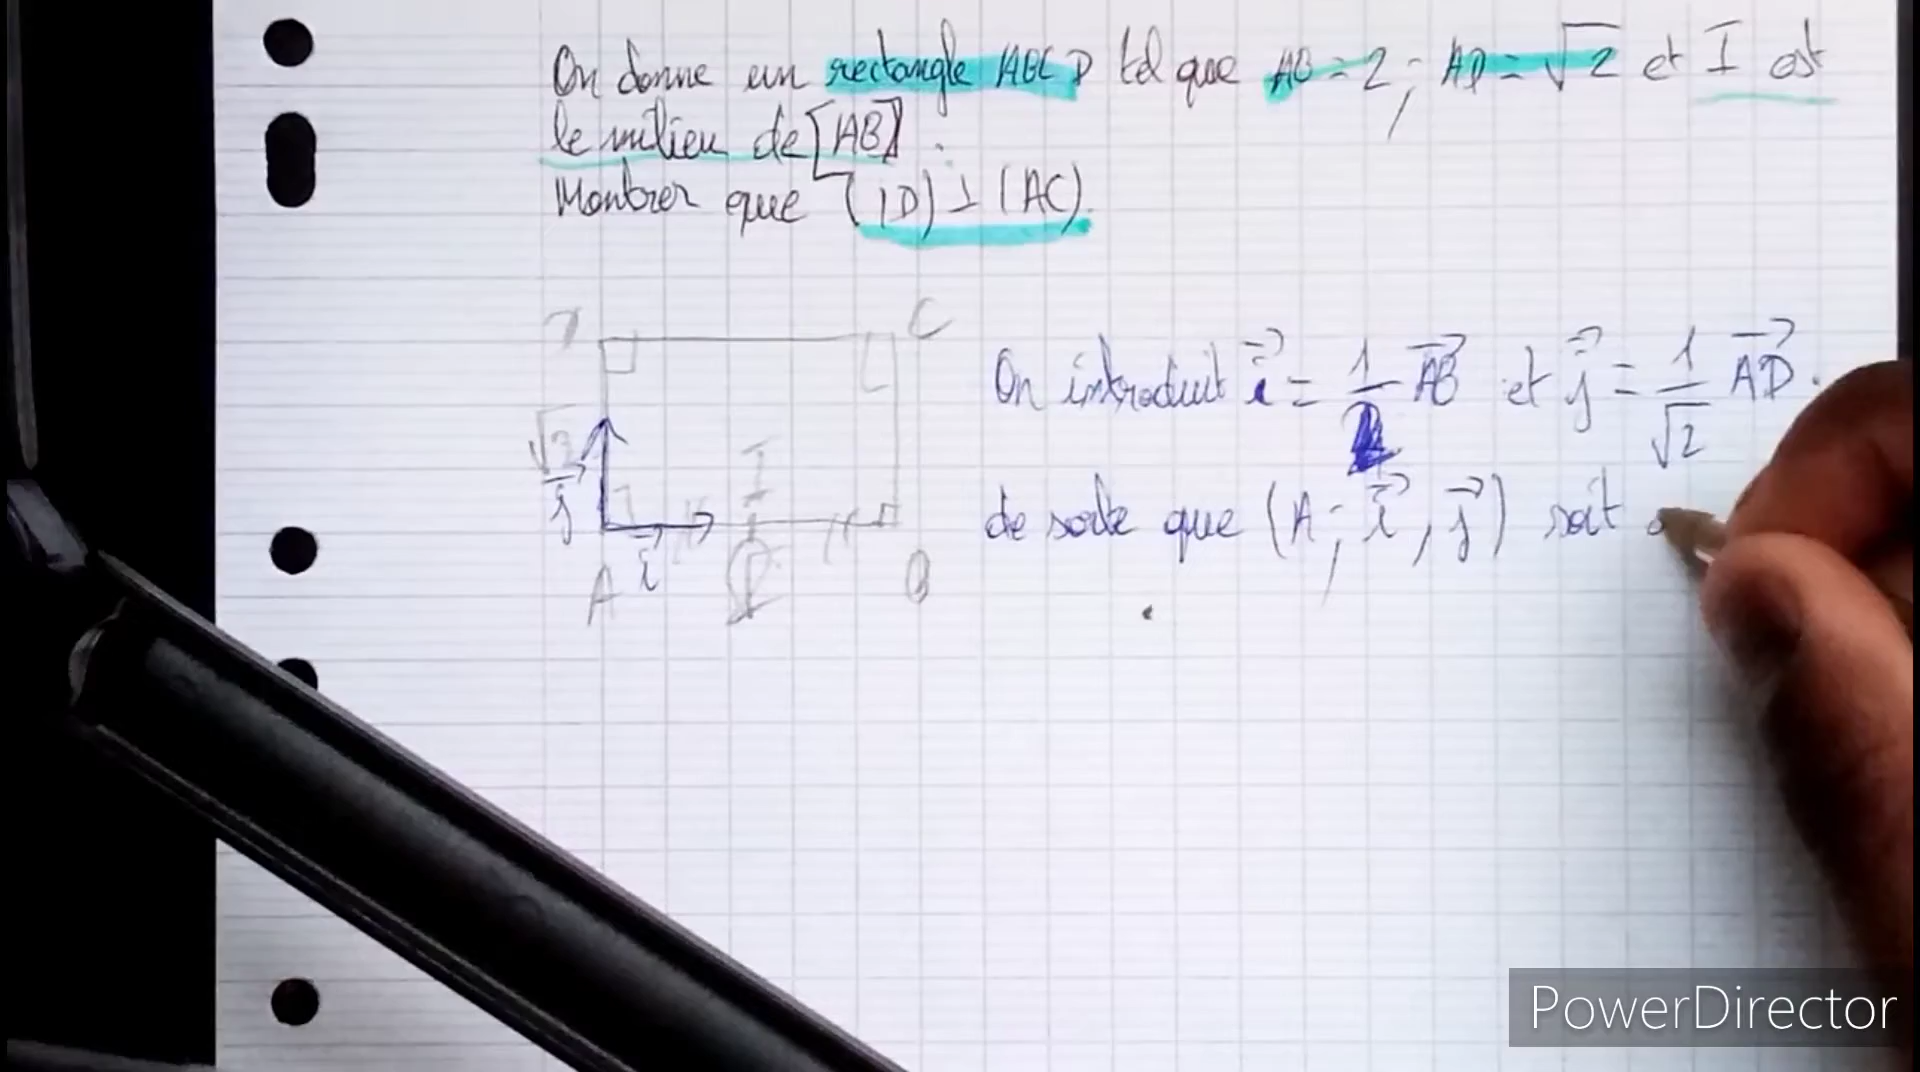 On donne un rectangle ABCD tel que AB = 2 ; AD = √2 et I est
le milieu de [AB].
Montrer que (ID) ⊥ (AC).
D C
√2
j⃗
I
A i⃗ I B
On introduit i⃗ = 1/2 AB⃗ et j⃗ = 1/√2 AD⃗.
de sorte que (A; i⃗, j⃗) soit
PowerDirector